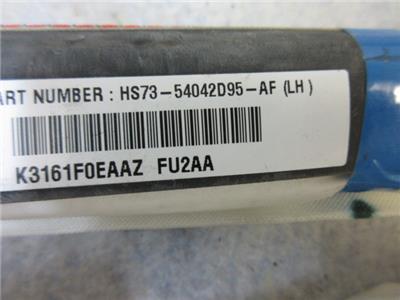 ART NUMBER : HS73-54042D95-AF (LH)
K3161F0EAAZ FU2AA